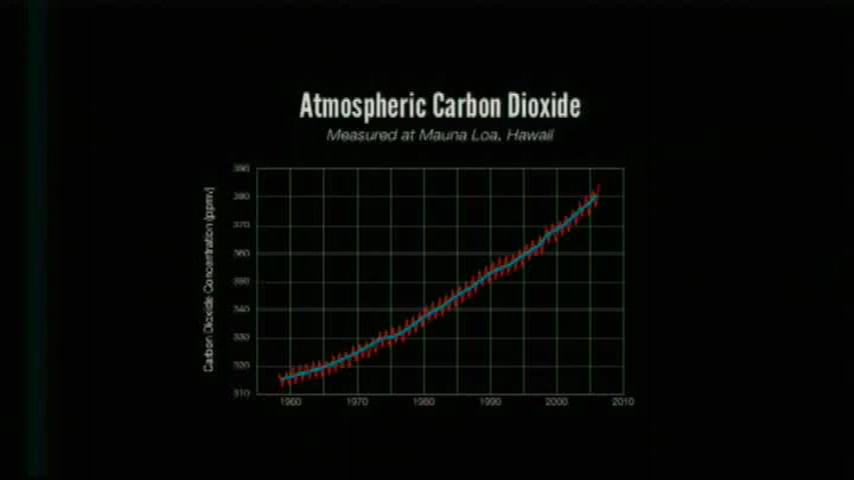 Atmospheric Carbon Dioxide
Measured at Mauna Loa, Hawaii
Carbon Dioxide Concentration (ppmv)
390
380
370
360
350
340
330
320
310
1960 1970 1980 1990 2000 2010